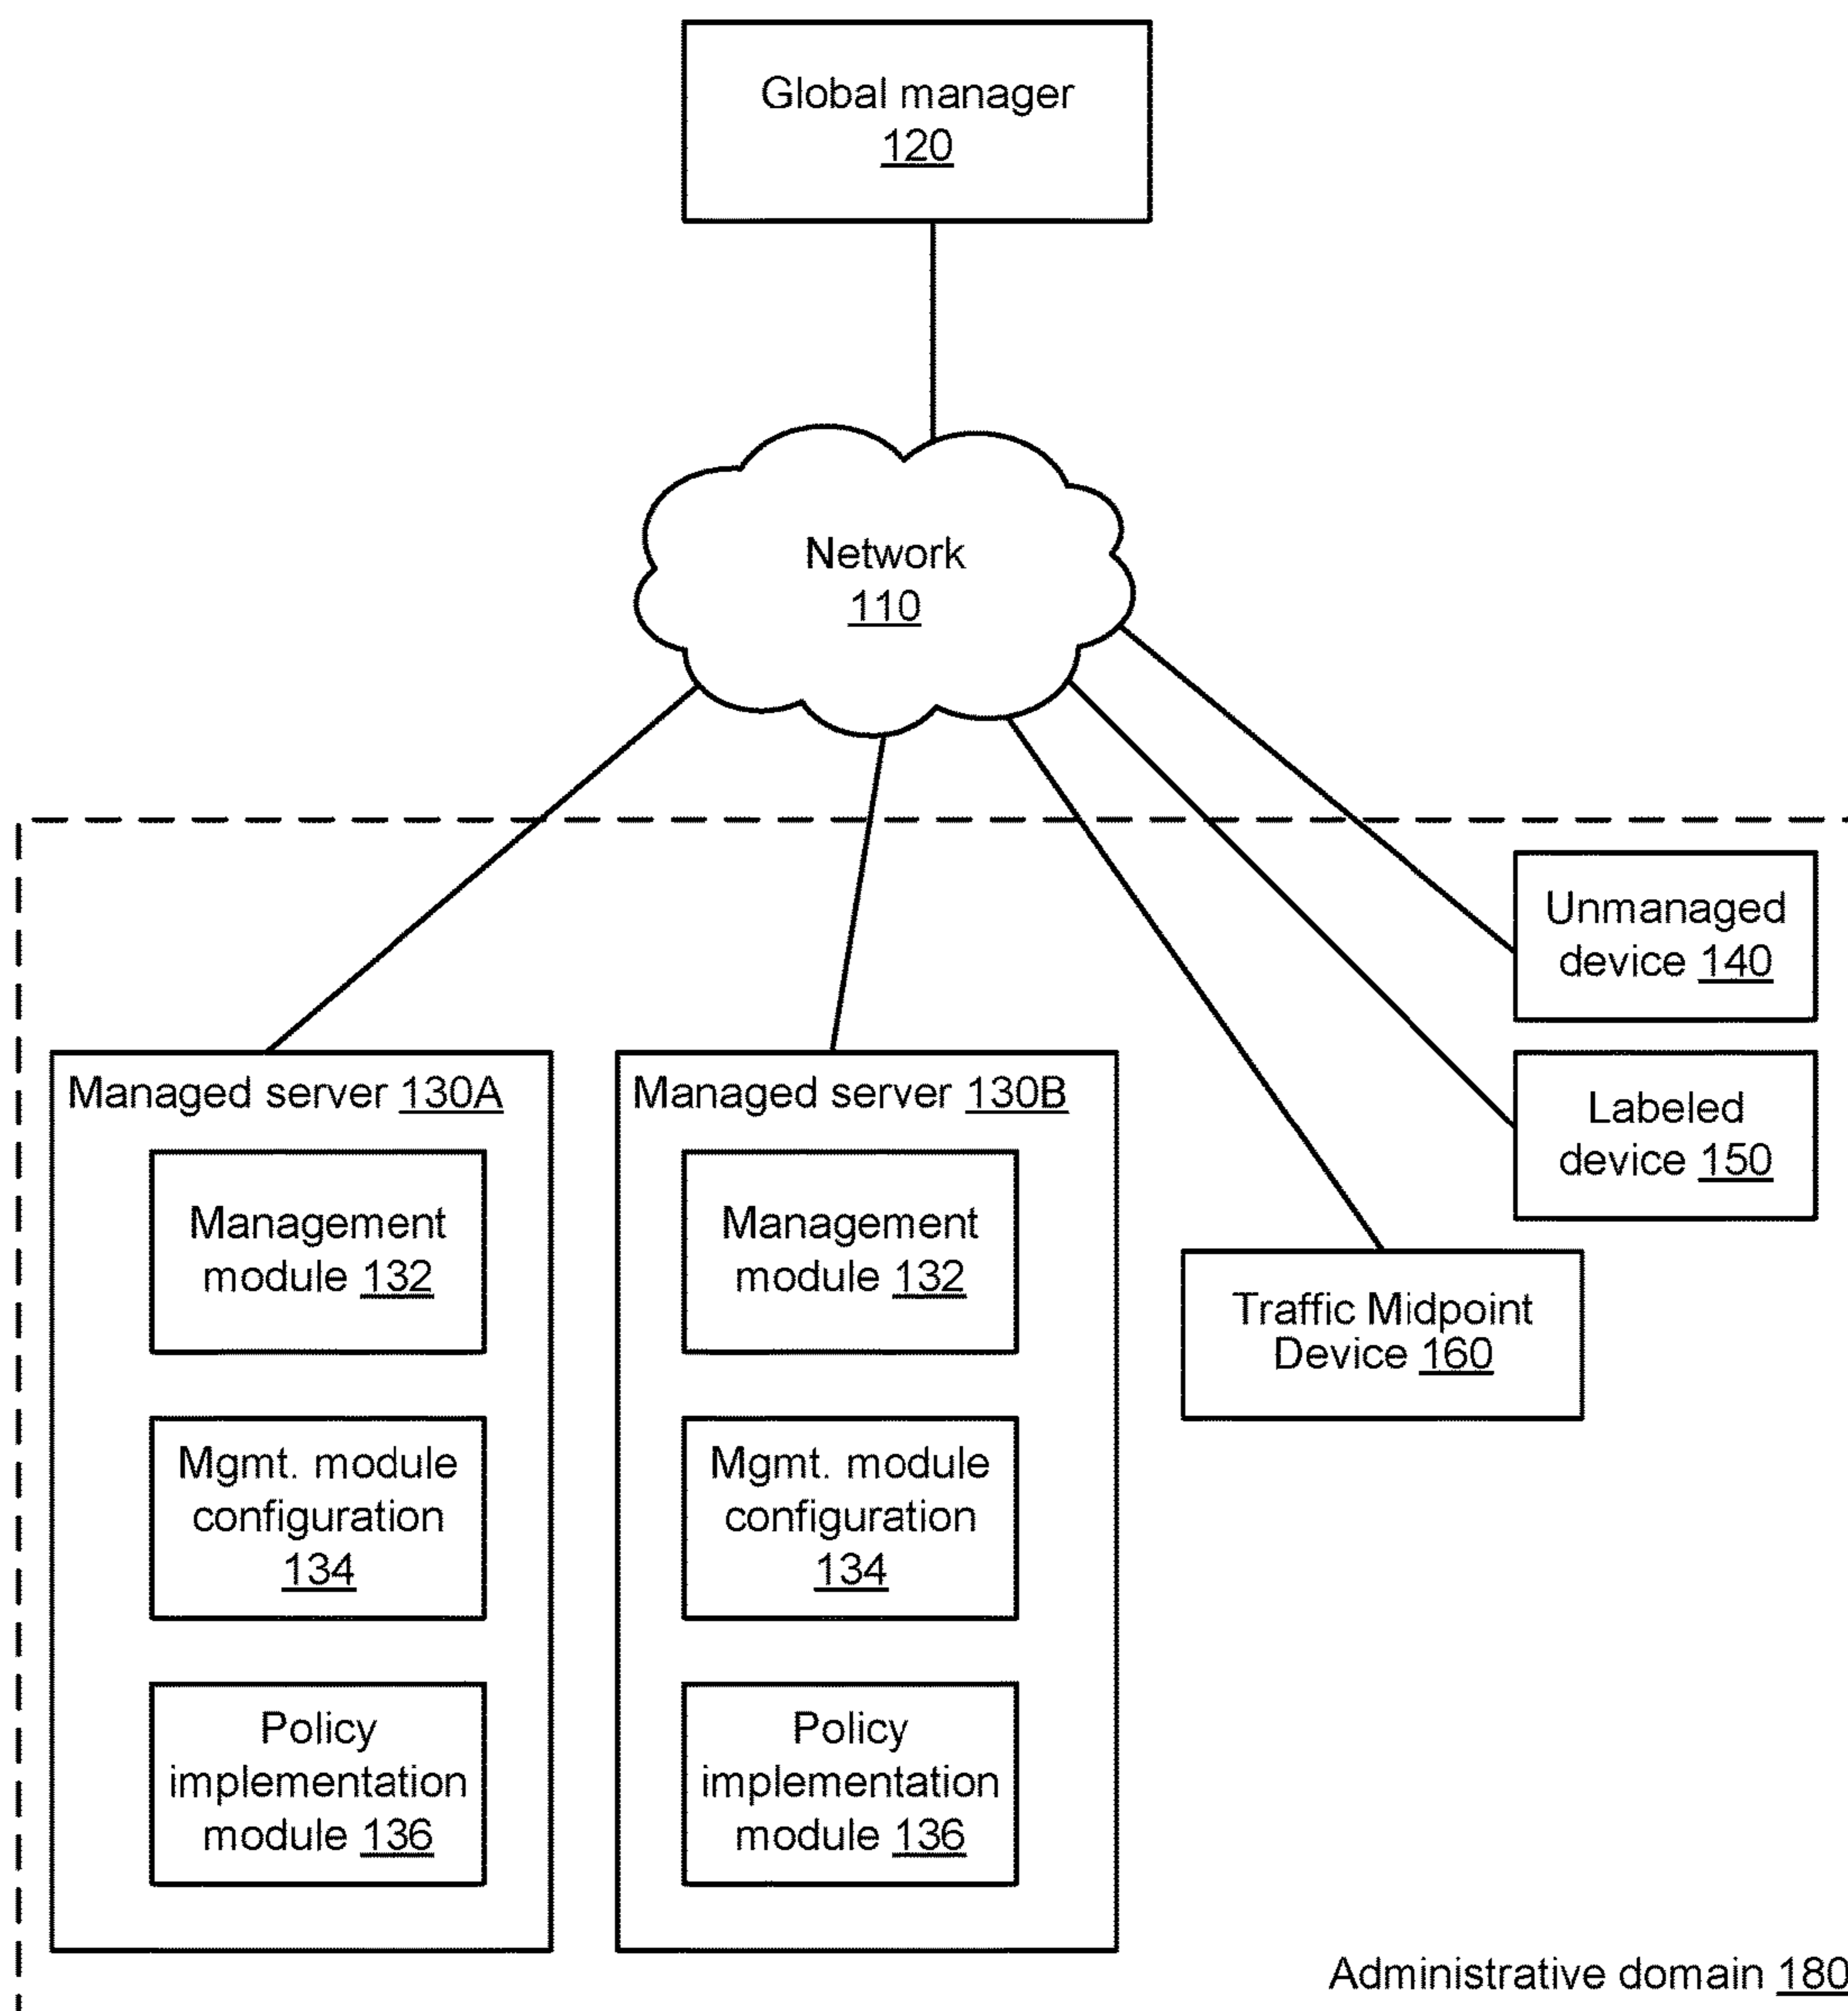 Global manager
120
Network
110
Unmanaged
device 140
Labeled
device 150
Traffic Midpoint
Device 160
Managed server 130A
Management
module 132
Mgmt. module
configuration
134
Policy
implementation
module 136
Managed server 130B
Management
module 132
Mgmt. module
configuration
134
Policy
implementation
module 136
Administrative domain 180